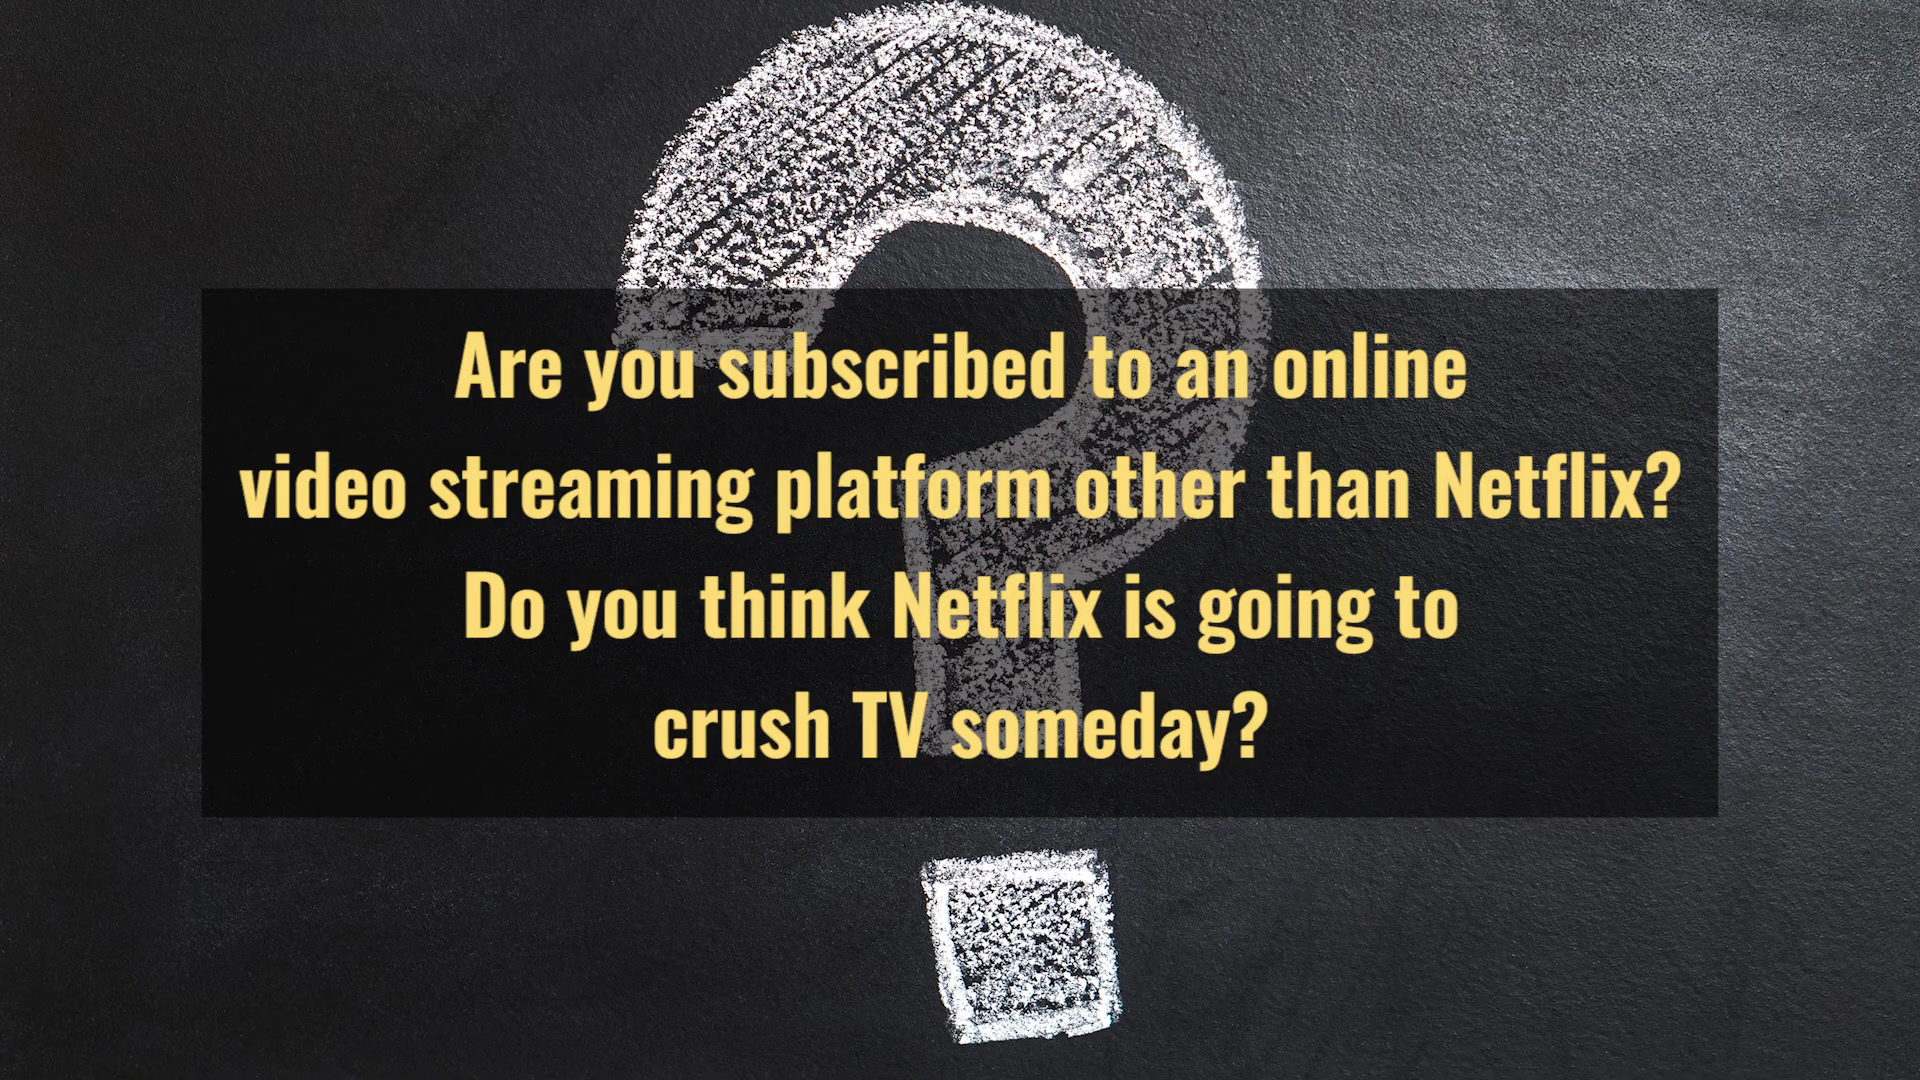 Are you subscribed to an online
video streaming platform other than Netflix?
Do you think Netflix is going to
crush TV someday?